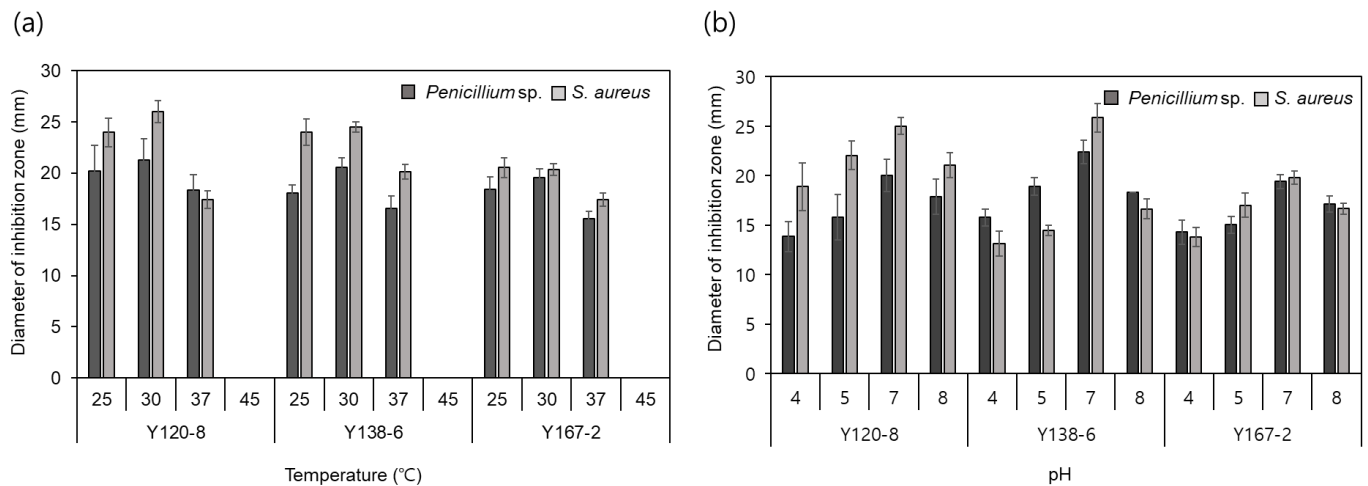 (a)
Diameter of inhibition zone (mm)
30
25
20
15
10
5
0
Penicillium sp. S. aureus
25 30 37 45 25 30 37 45 25 30 37 45
Y120-8 Y138-6 Y167-2
Temperature (℃)
(b)
Diameter of inhibition zone (mm)
30
25
20
15
10
5
0
Penicillium sp. S. aureus
4 5 7 8 4 5 7 8 4 5 7 8
Y120-8 Y138-6 Y167-2
pH